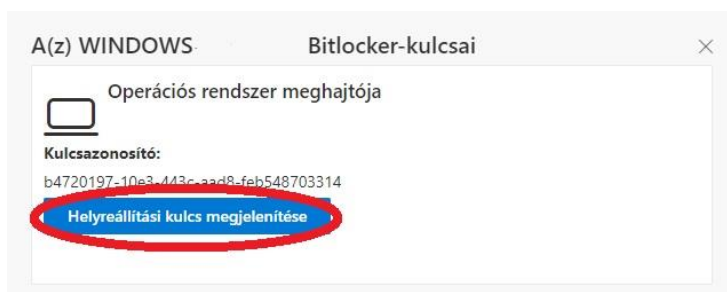 A(z) WINDOWS Bitlocker-kulcsai
Operációs rendszer meghajtója
Kulcsazonosító:
b4720197-10e3-443c-aad8-feb548703314
Helyreállítási kulcs megjelenítése